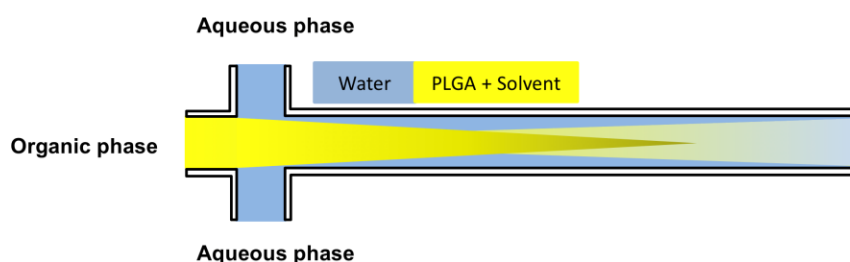 Aqueous phase
Water
PLGA + Solvent
Organic phase
Aqueous phase